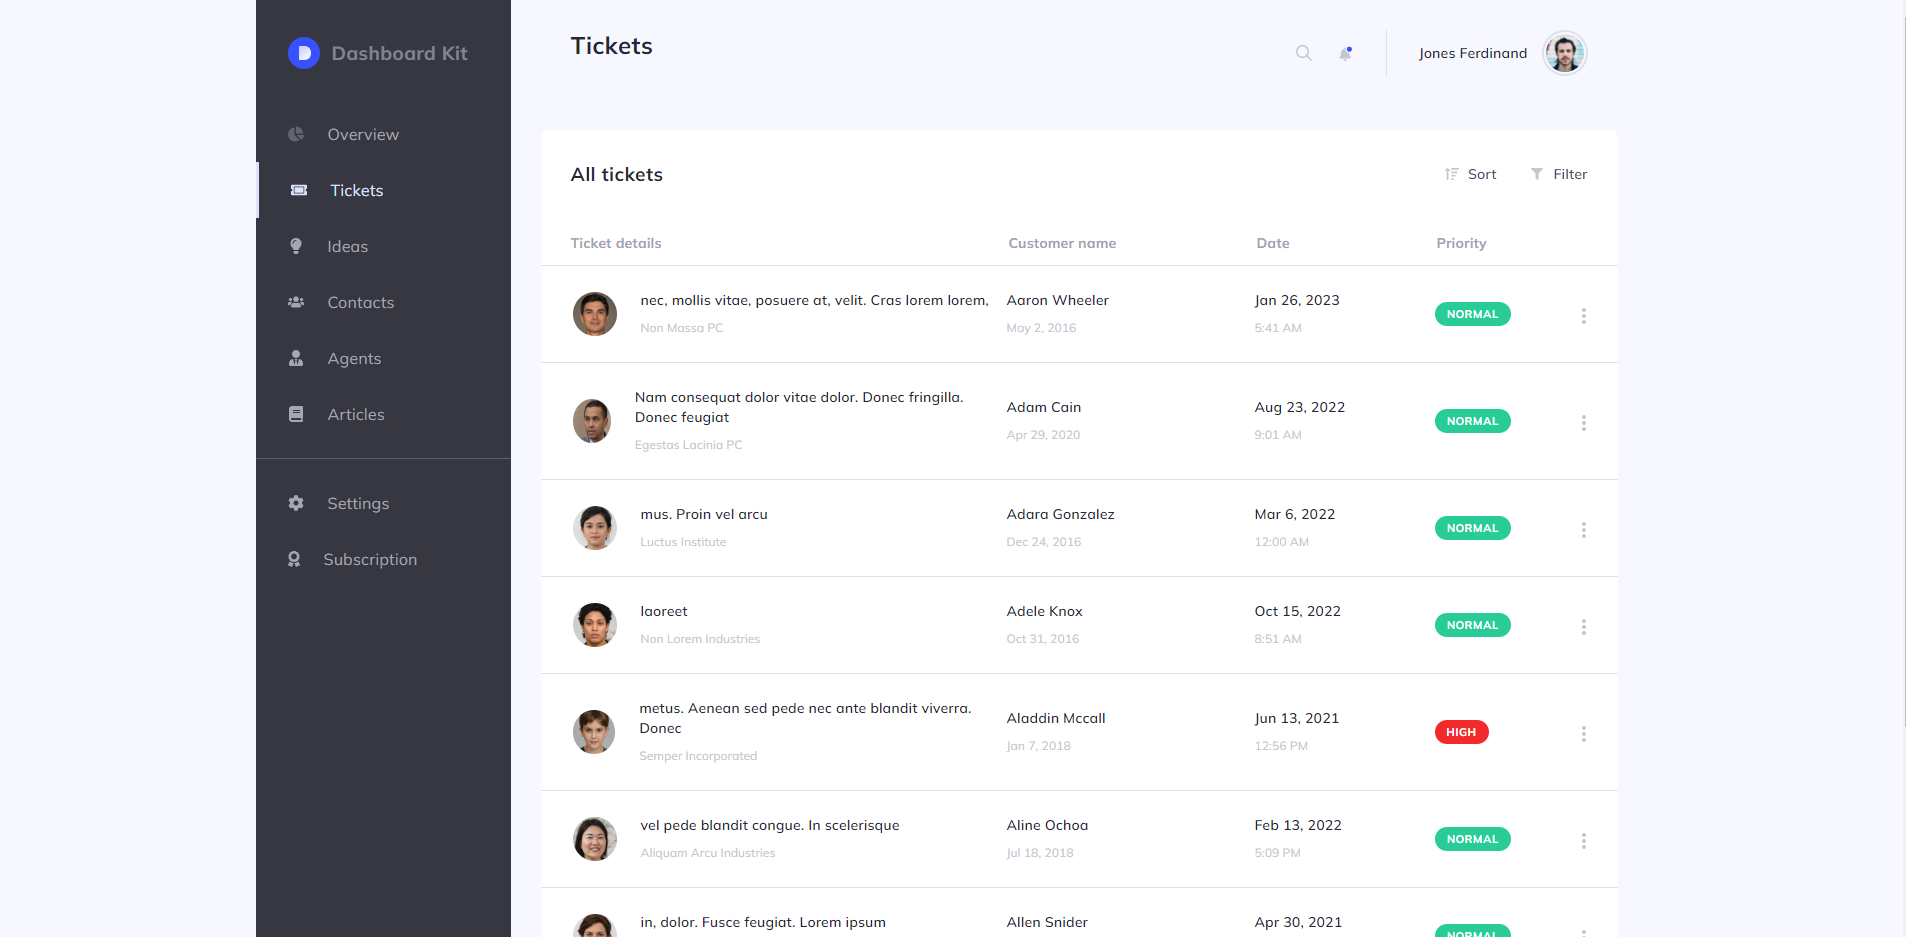 Dashboard Kit
Overview
Tickets
Ideas
Contacts
Agents
Articles
Settings
Subscription
Tickets
Jones Ferdinand
All tickets
Sort
Filter
Ticket details
Customer name
Date
Priority
nec, mollis vitae, posuere at, velit. Cras lorem lorem,
Non Massa PC
Aaron Wheeler
May 2, 2016
Jan 26, 2023
5:41 AM
NORMAL
Nam consequat dolor vitae dolor. Donec fringilla.
Donec feugiat
Egestas Lacinia PC
Adam Cain
Apr 29, 2020
Aug 23, 2022
9:01 AM
NORMAL
mus. Proin vel arcu
Luctus Institute
Adara Gonzalez
Dec 24, 2016
Mar 6, 2022
12:00 AM
NORMAL
laoreet
Non Lorem Industries
Adele Knox
Oct 31, 2016
Oct 15, 2022
8:51 AM
NORMAL
metus. Aenean sed pede nec ante blandit viverra.
Donec
Semper Incorporated
Aladdin Mccall
Jan 7, 2018
Jun 13, 2021
12:56 PM
HIGH
vel pede blandit congue. In scelerisque
Aliquam Arcu Industries
Aline Ochoa
Jul 18, 2018
Feb 13, 2022
5:09 PM
NORMAL
in, dolor. Fusce feugiat. Lorem ipsum
Allen Snider
Apr 30, 2021
NORMAL